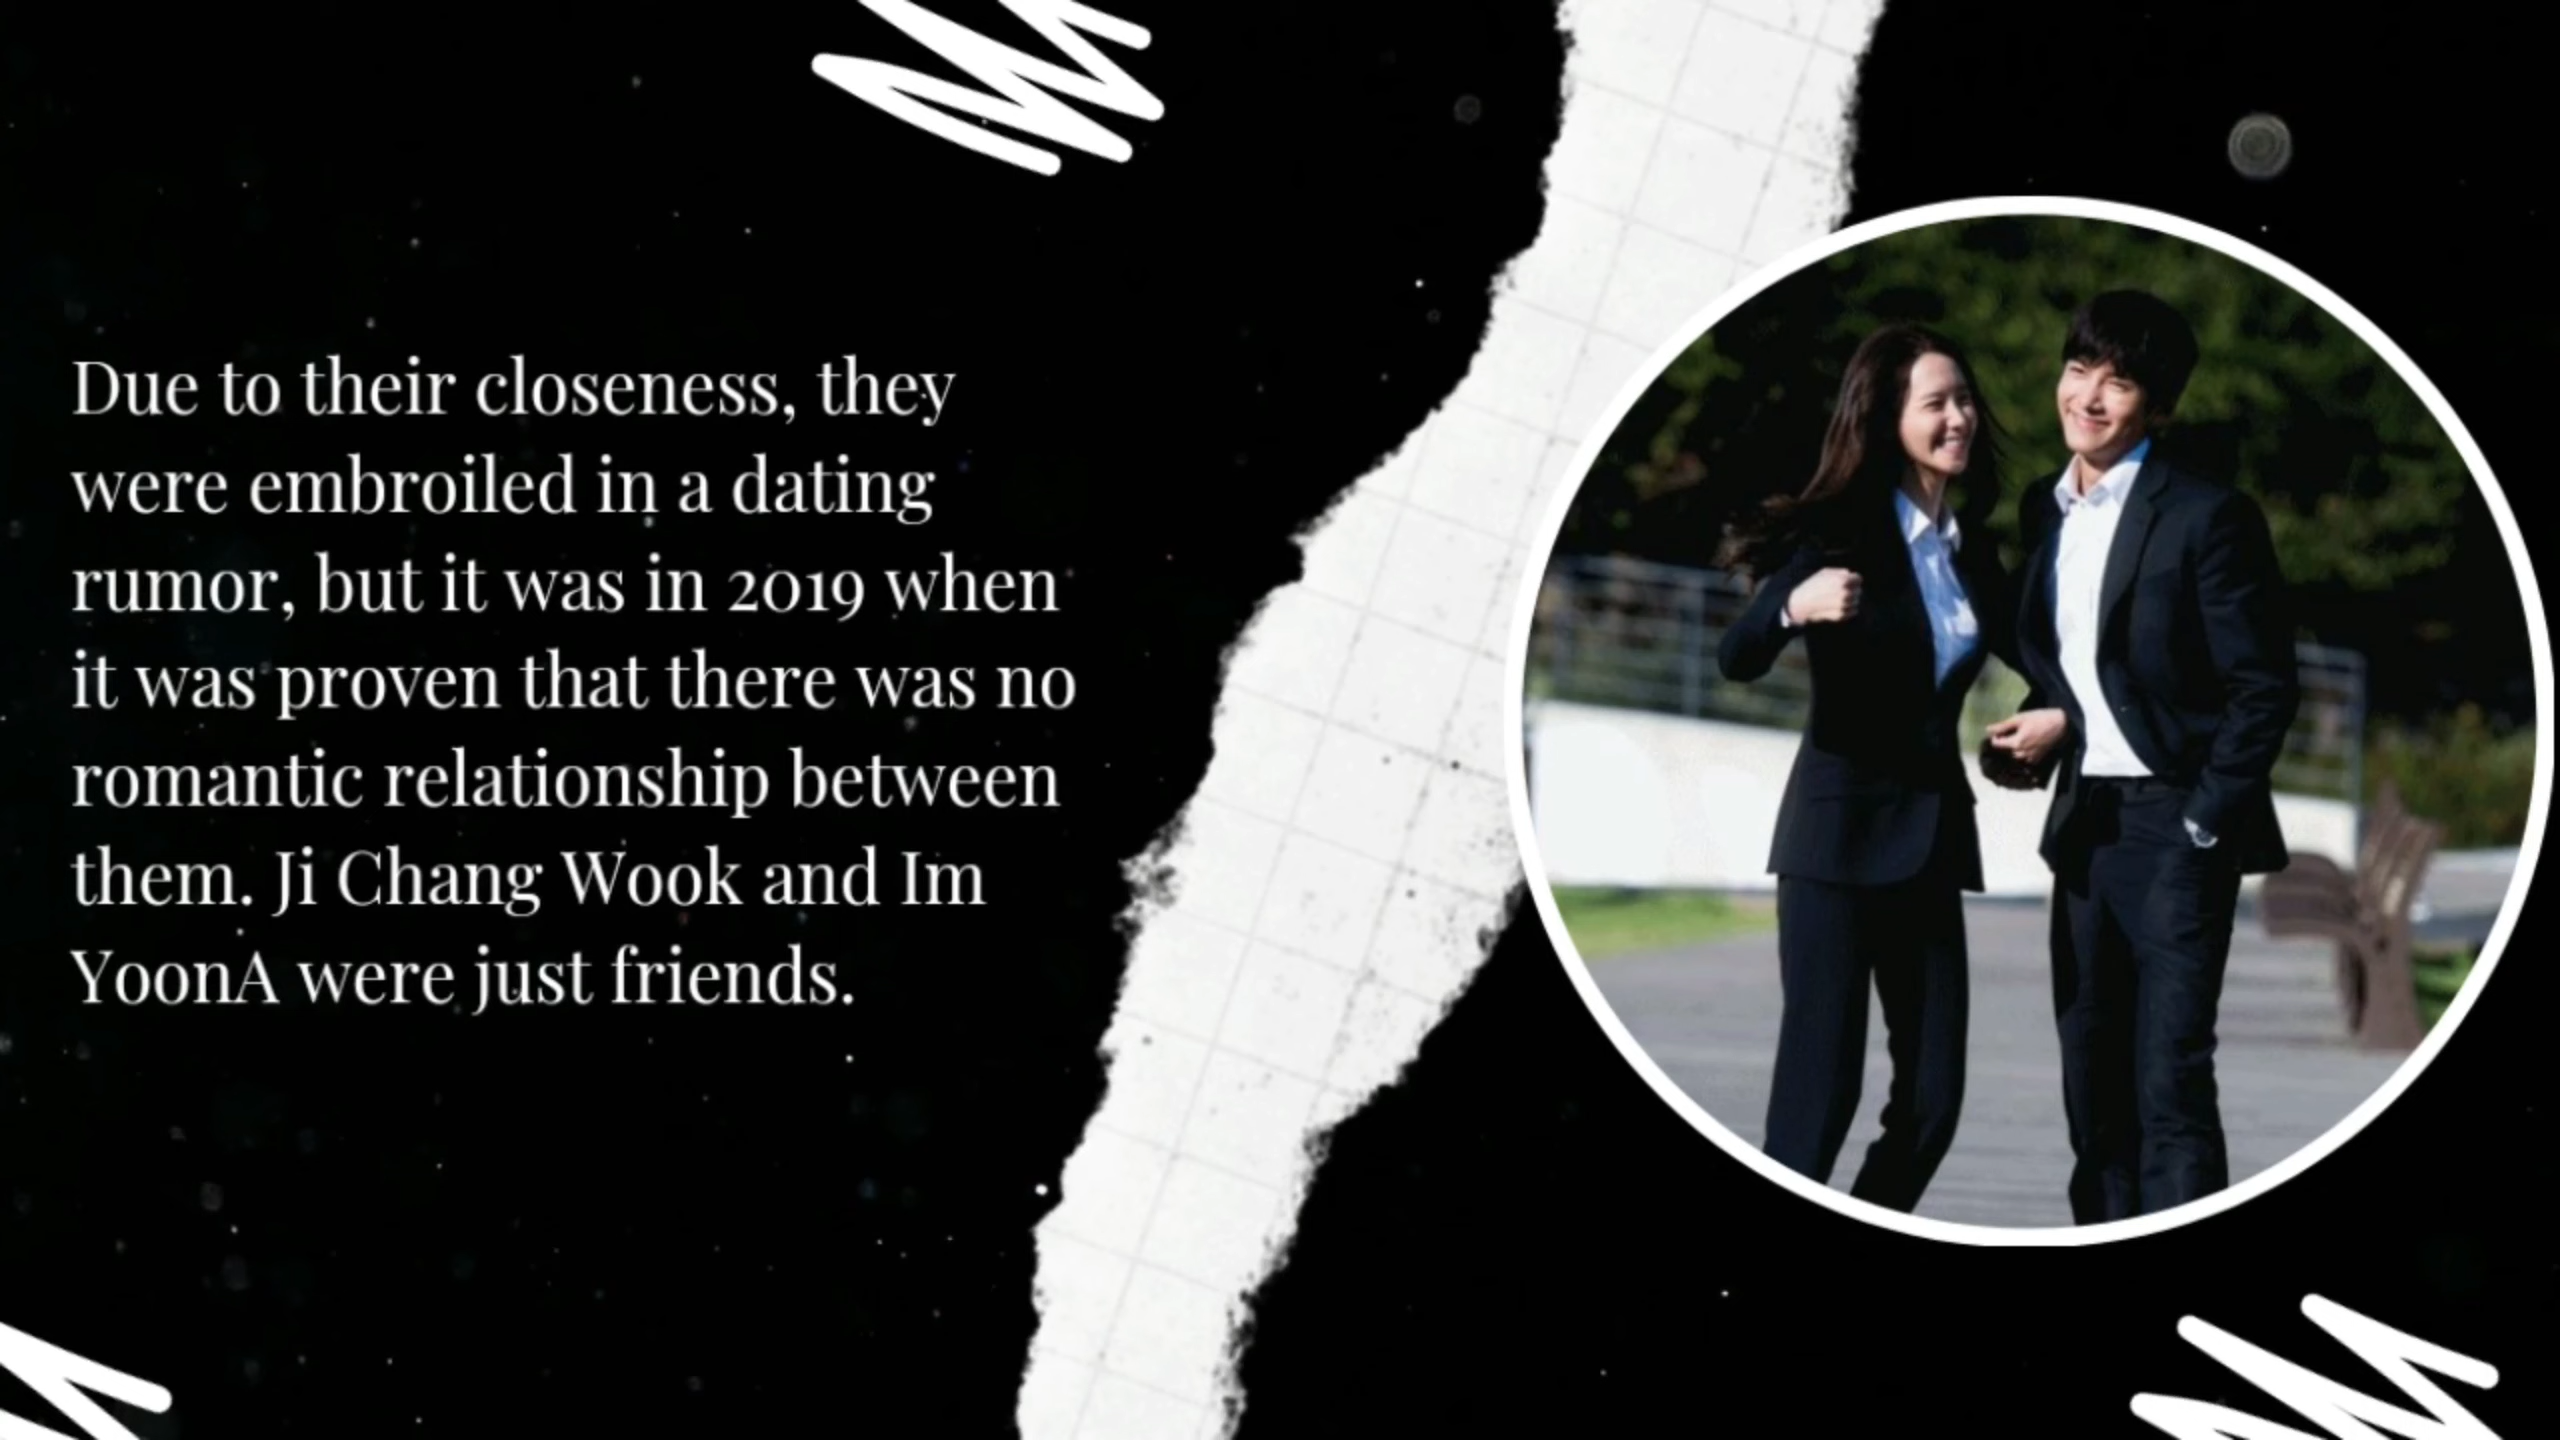 Due to their closeness, they
were embroiled in a dating
rumor, but it was in 2019 when
it was proven that there was no
romantic relationship between
them. Ji Chang Wook and Im
YoonA were just friends.